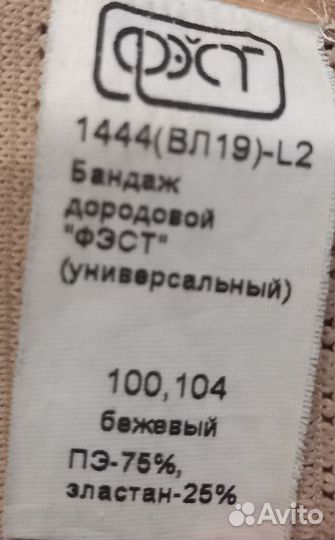 ФЭСТ
1444(ВЛ19)-L2
Бандаж
дородовой
"ФЭСТ"
(универсальный)
100,104
бежевый
ПЭ-75%,
эластан-25%
Avito